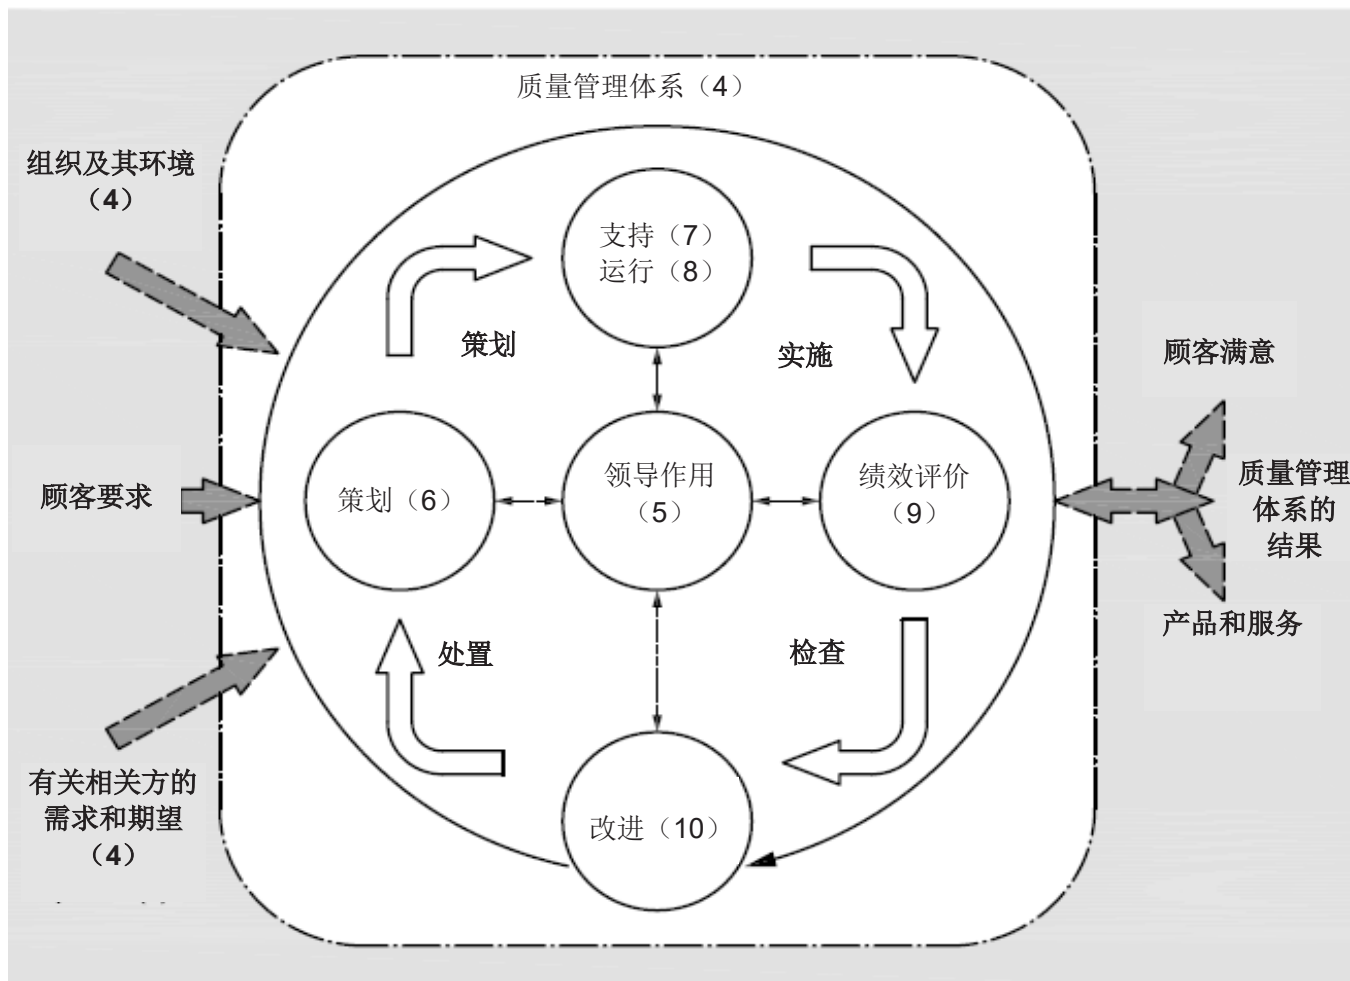 质量管理体系（4）
组织及其环境
（4）
支持（7）
运行（8）
策划
实施
顾客满意
顾客要求
策划（6）
领导作用
（5）
绩效评价
（9）
质量管理
体系的
结果
处置
检查
产品和服务
有关相关方的
需求和期望
（4）
改进（10）